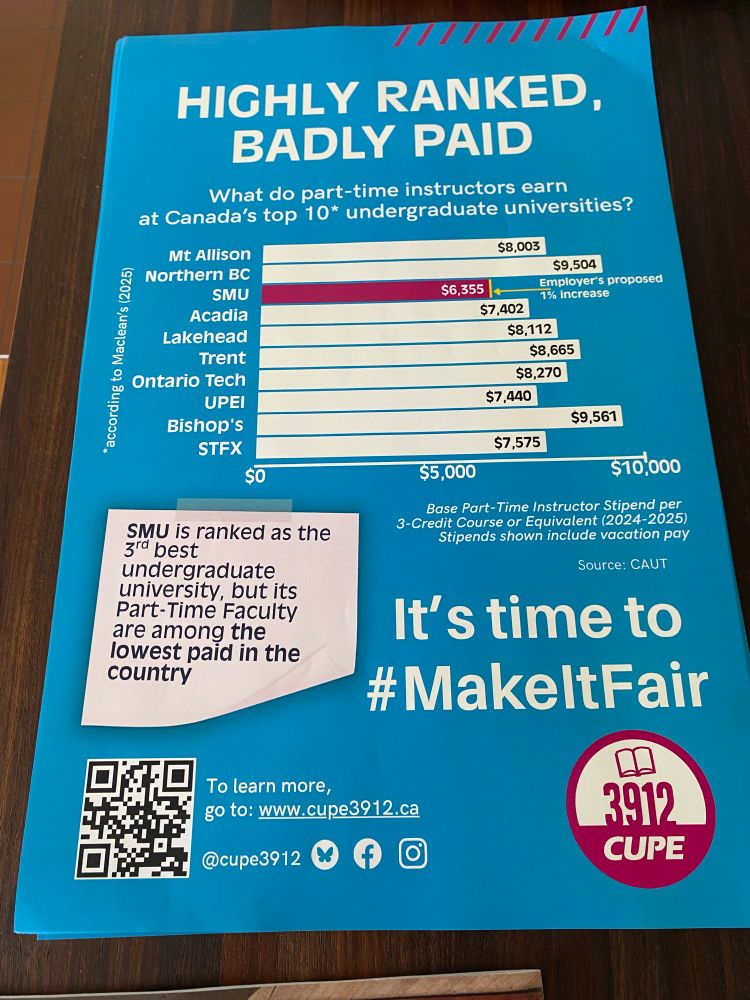 HIGHLY RANKED,
BADLY PAID
What do part-time instructors earn
at Canada's top 10* undergraduate universities?
*according to Maclean's (2025)
Mt Allison $8,003
Northern BC $9,504
SMU $6,355 Employer's proposed
1% increase
Acadia $7,402
Lakehead $8,112
Trent $8,665
Ontario Tech $8,270
UPEI $7,440
Bishop's $9,561
STFX $7,575
$0 $5,000 $10,000
Base Part-Time Instructor Stipend per
3-Credit Course or Equivalent (2024-2025)
Stipends shown include vacation pay
Source: CAUT
SMU is ranked as the
3rd best
undergraduate
university, but its
Part-Time Faculty
are among the
lowest paid in the
country
It's time to
#MakeItFair
To learn more,
go to: www.cupe3912.ca
@cupe3912
3912
CUPE